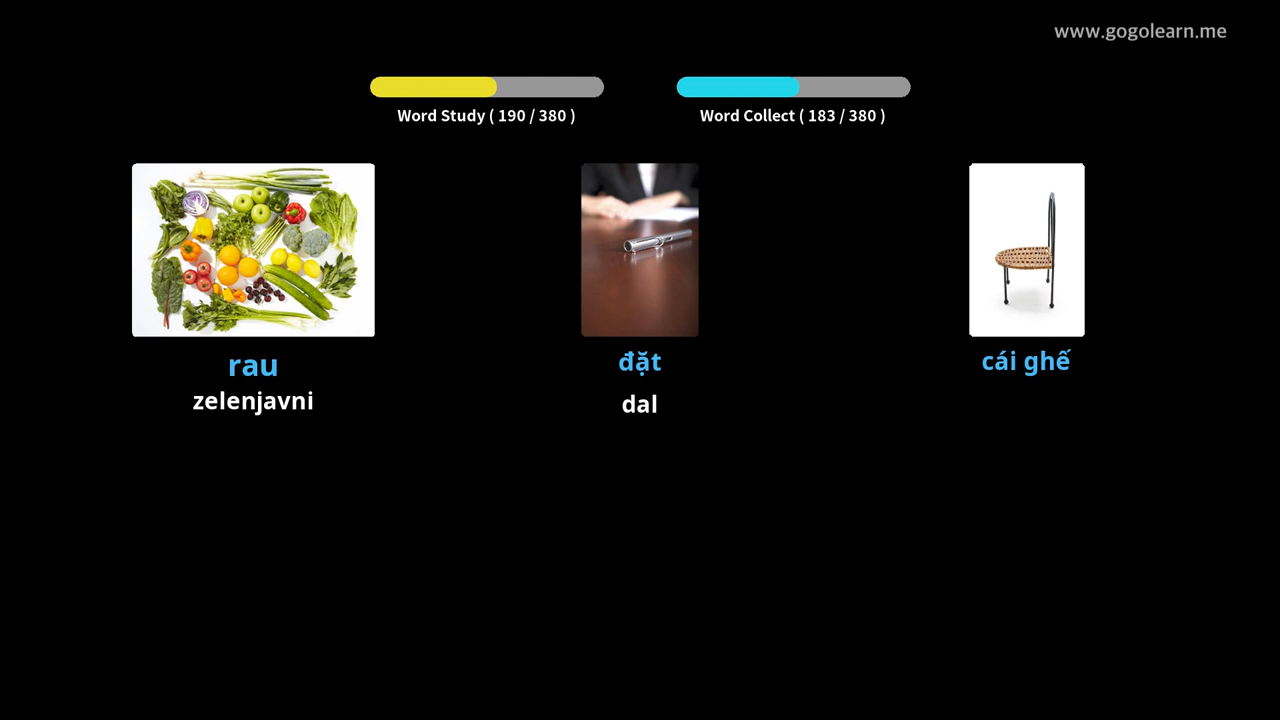 www.gogolearn.me
Word Study ( 190 / 380 )
Word Collect ( 183 / 380 )
rau
đặt
cái ghế
zelenjavni
dal